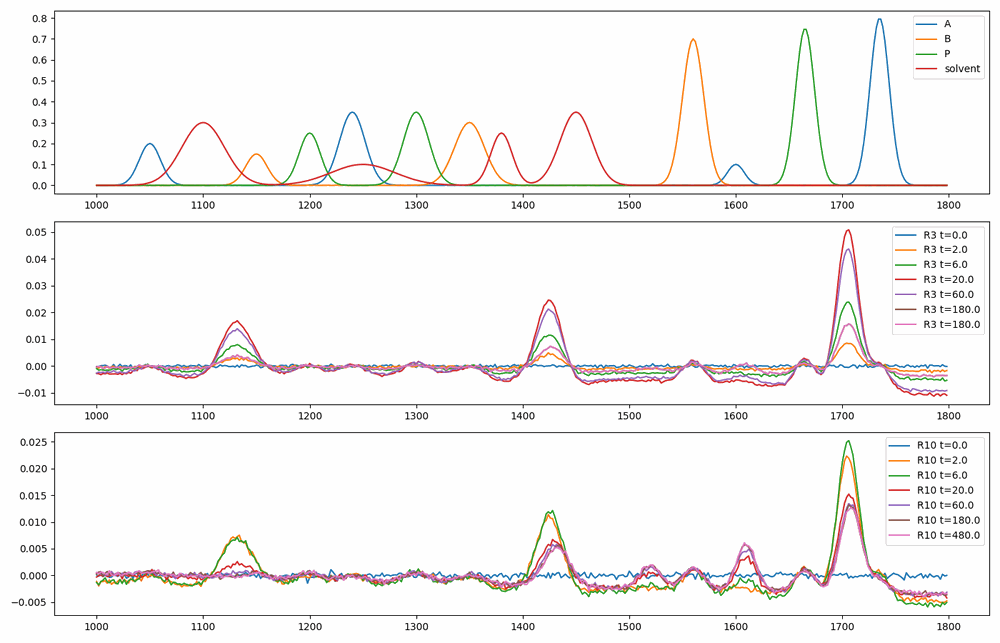 0.8
0.7
0.6
0.5
0.4
0.3
0.2
0.1
0.0
A
B
P
solvent
1000 1100 1200 1300 1400 1500 1600 1700 1800
0.05
0.04
0.03
0.02
0.01
0.00
−0.01
R3 t=0.0
R3 t=2.0
R3 t=6.0
R3 t=20.0
R3 t=60.0
R3 t=180.0
R3 t=180.0
1000 1100 1200 1300 1400 1500 1600 1700 1800
0.025
0.020
0.015
0.010
0.005
0.000
−0.005
R10 t=0.0
R10 t=2.0
R10 t=6.0
R10 t=20.0
R10 t=60.0
R10 t=180.0
R10 t=480.0
1000 1100 1200 1300 1400 1500 1600 1700 1800